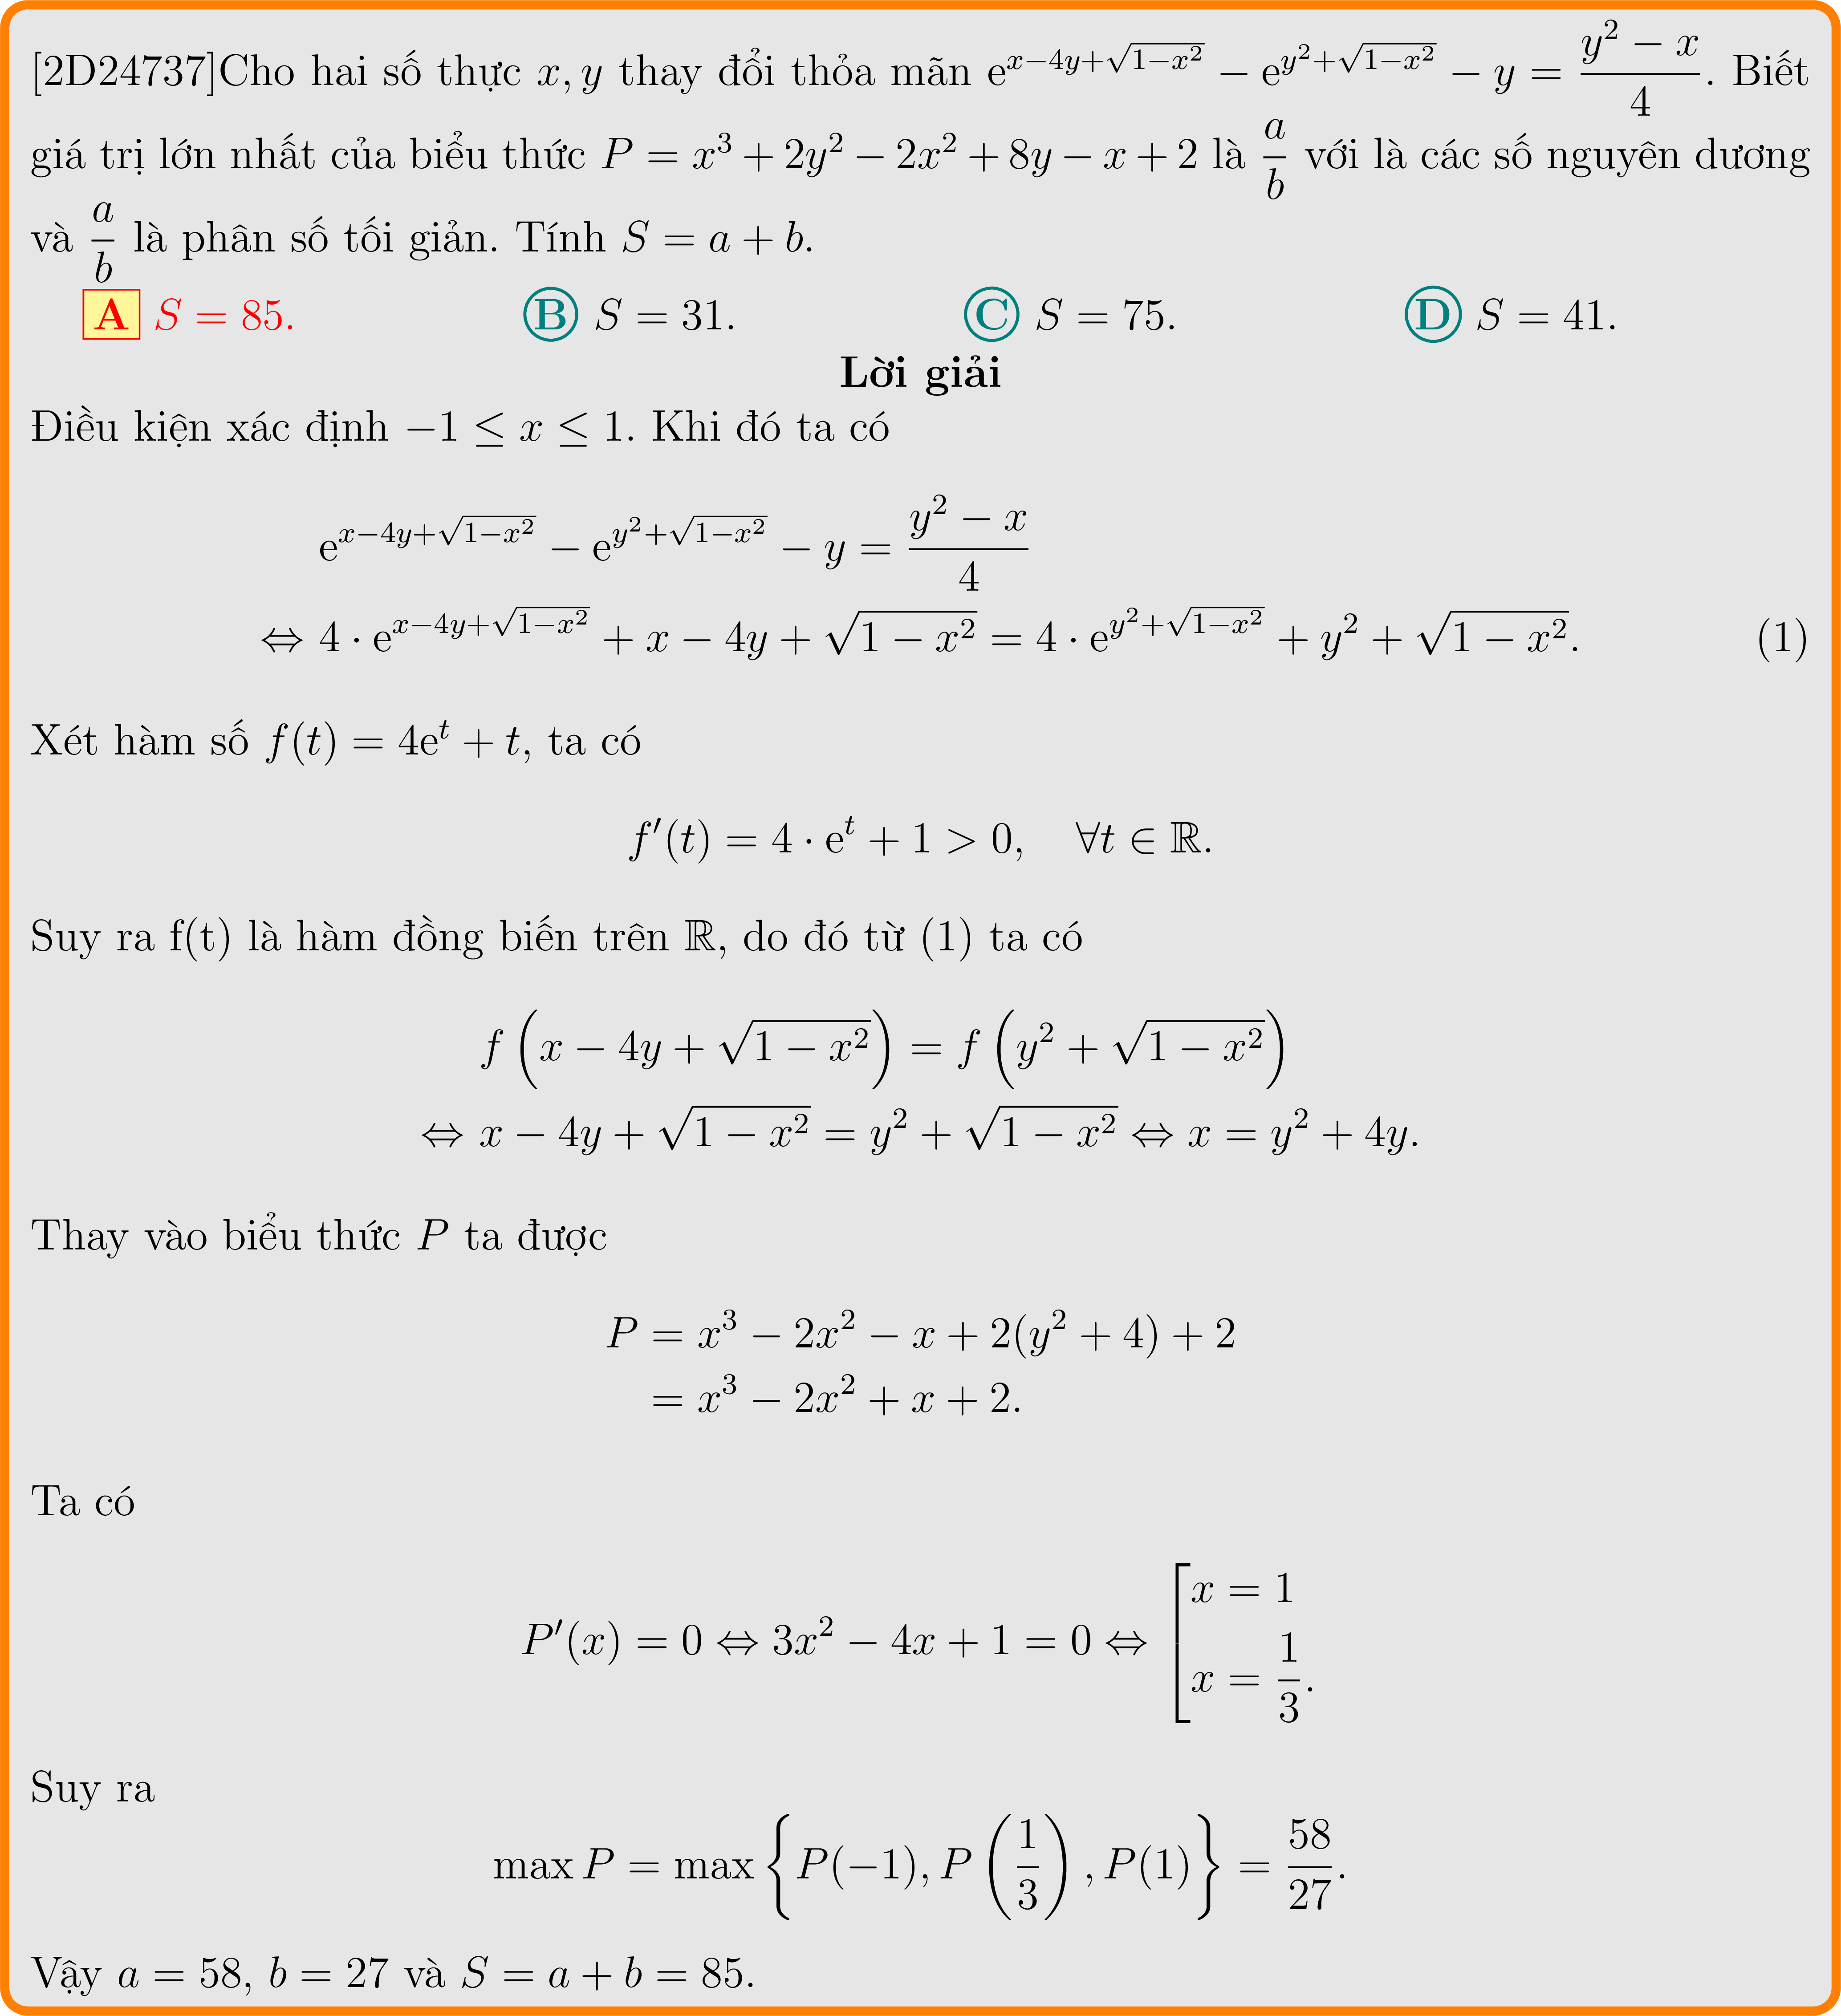 [2D24737]Cho hai số thực $x, y$ thay đổi thỏa mãn $\mathrm{e}^{x-4y+\sqrt{1-x^2}} - \mathrm{e}^{y^2+\sqrt{1-x^2}} - y = \dfrac{y^2-x}{4}$. Biết
giá trị lớn nhất của biểu thức $P = x^3 + 2y^2 - 2x^2 + 8y - x + 2$ là $\dfrac{a}{b}$ với là các số nguyên dương
và $\dfrac{a}{b}$ là phân số tối giản. Tính $S = a + b$.
A $S = 85.$ B $S = 31.$ C $S = 75.$ D $S = 41.$
Lời giải
Điều kiện xác định $-1 \le x \le 1$. Khi đó ta có
$\mathrm{e}^{x-4y+\sqrt{1-x^2}} - \mathrm{e}^{y^2+\sqrt{1-x^2}} - y = \dfrac{y^2-x}{4}$
$\Leftrightarrow 4 \cdot \mathrm{e}^{x-4y+\sqrt{1-x^2}} + x - 4y + \sqrt{1-x^2} = 4 \cdot \mathrm{e}^{y^2+\sqrt{1-x^2}} + y^2 + \sqrt{1-x^2}.$ (1)
Xét hàm số $f(t) = 4\mathrm{e}^t + t$, ta có
$f'(t) = 4 \cdot \mathrm{e}^t + 1 > 0, \quad \forall t \in \mathbb{R}.$
Suy ra f(t) là hàm đồng biến trên $\mathbb{R}$, do đó từ (1) ta có
$f\left(x - 4y + \sqrt{1-x^2}\right) = f\left(y^2 + \sqrt{1-x^2}\right)$
$\Leftrightarrow x - 4y + \sqrt{1-x^2} = y^2 + \sqrt{1-x^2} \Leftrightarrow x = y^2 + 4y.$
Thay vào biểu thức $P$ ta được
$P = x^3 - 2x^2 - x + 2(y^2 + 4) + 2$
$= x^3 - 2x^2 + x + 2.$
Ta có
$P'(x) = 0 \Leftrightarrow 3x^2 - 4x + 1 = 0 \Leftrightarrow \left[\begin{array}{l} x = 1 \\ x = \dfrac{1}{3}. \end{array}\right.$
Suy ra
$\max P = \max \left\{ P(-1), P\left(\dfrac{1}{3}\right), P(1) \right\} = \dfrac{58}{27}.$
Vậy $a = 58$, $b = 27$ và $S = a + b = 85$.